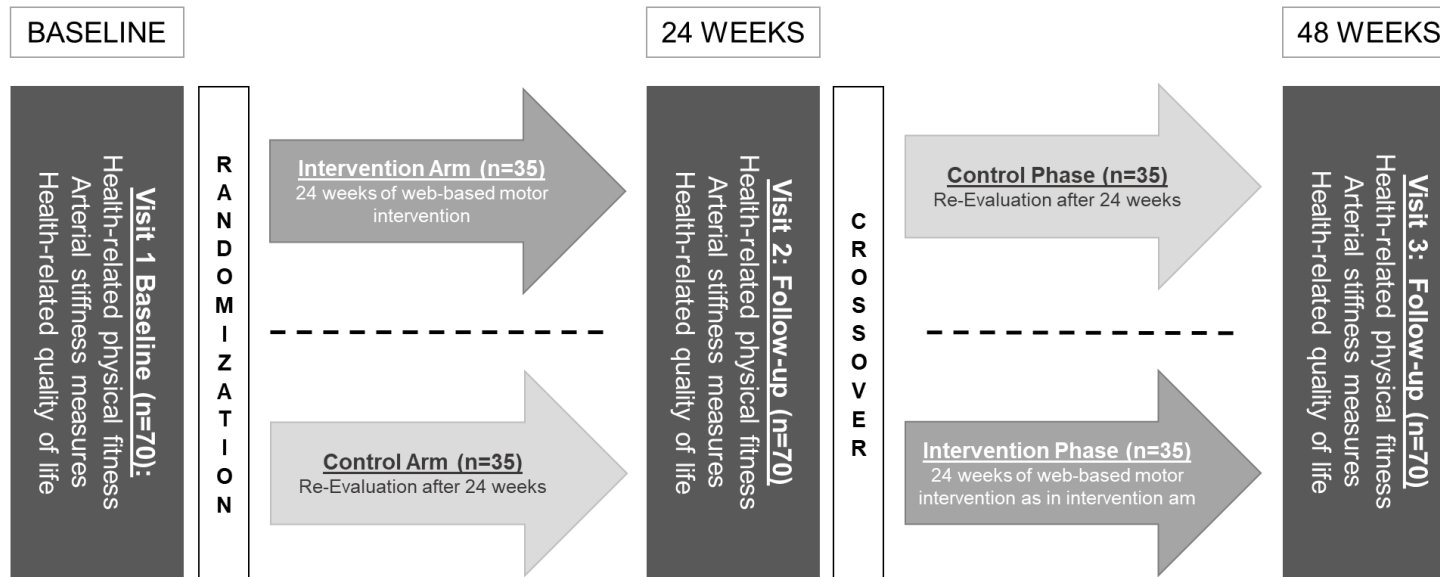 BASELINE
24 WEEKS
48 WEEKS
Visit 1 Baseline (n=70):
Health-related physical fitness
Arterial stiffness measures
Health-related quality of life
RANDOMIZATION
Intervention Arm (n=35)
24 weeks of web-based motor
intervention
Control Arm (n=35)
Re-Evaluation after 24 weeks
Visit 2: Follow-up (n=70)
Health-related physical fitness
Arterial stiffness measures
Health-related quality of life
CROSSOVER
Control Phase (n=35)
Re-Evaluation after 24 weeks
Intervention Phase (n=35)
24 weeks of web-based motor
intervention as in intervention am
Visit 3: Follow-up (n=70)
Health-related physical fitness
Arterial stiffness measures
Health-related quality of life